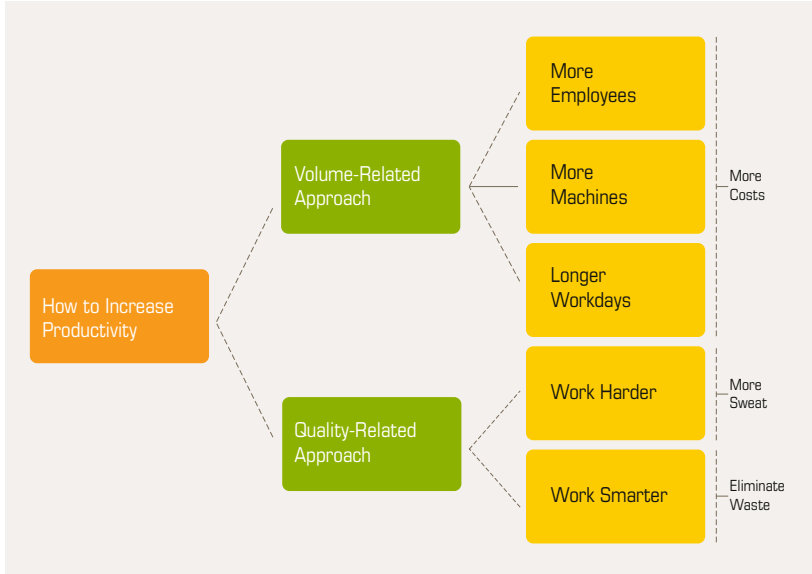 How to Increase
Productivity
Volume-Related
Approach
More
Employees
More
Machines
Longer
Workdays
More
Costs
Quality-Related
Approach
Work Harder
More
Sweat
Work Smarter
Eliminate
Waste